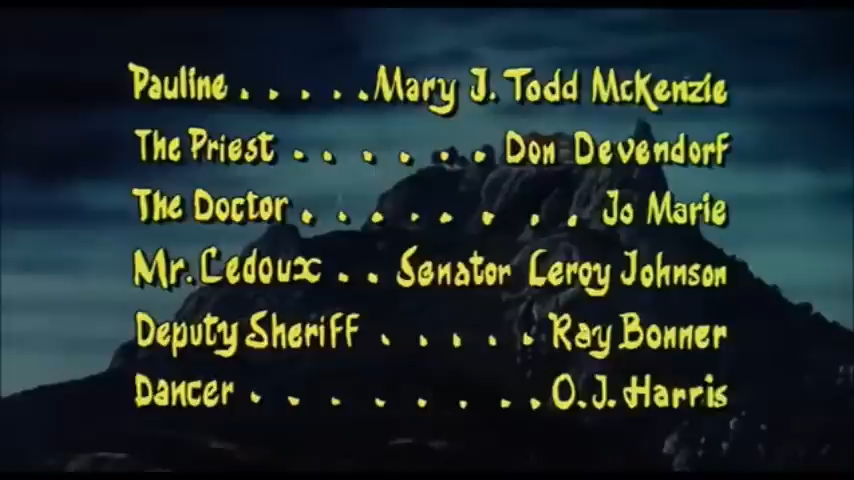 Pauline . . . . . Mary J. Todd McKenzie
The Priest . . . . . . Don Devendorf
The Doctor . . . . . . . . Jo Marie
Mr. Ledoux . . Senator Leroy Johnson
Deputy Sheriff . . . . . Ray Bonner
Dancer . . . . . . . . . O.J. Harris